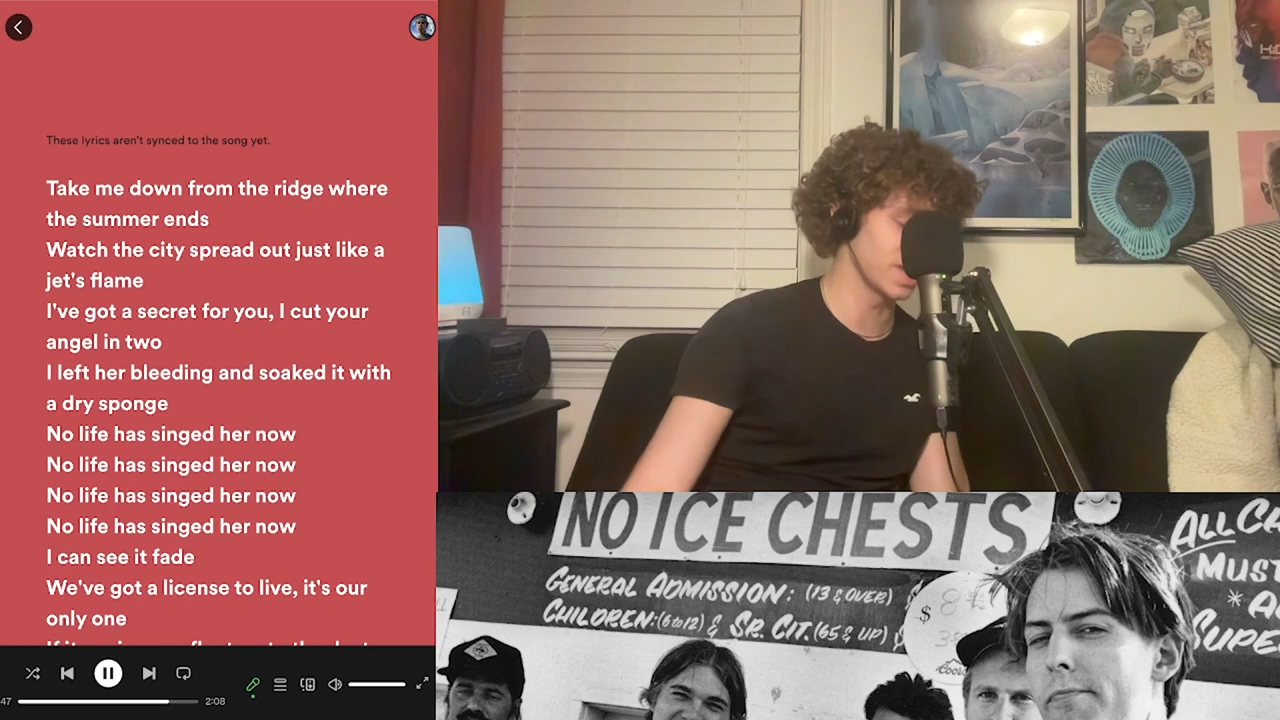 These lyrics aren't synced to the song yet.
Take me down from the ridge where
the summer ends
Watch the city spread out just like a
jet's flame
I've got a secret for you, I cut your
angel in two
I left her bleeding and soaked it with
a dry sponge
No life has singed her now
No life has singed her now
No life has singed her now
No life has singed her now
I can see it fade
We've got a license to live, it's our
only one
47
2:08
NO ICE CHESTS
GENERAL ADMISSION: (13 & OVER)
CHILDREN: (6 to 12) & SR. CIT. (65 & UP)
$
Coors
ALL CA
MUST
* A
SUPE